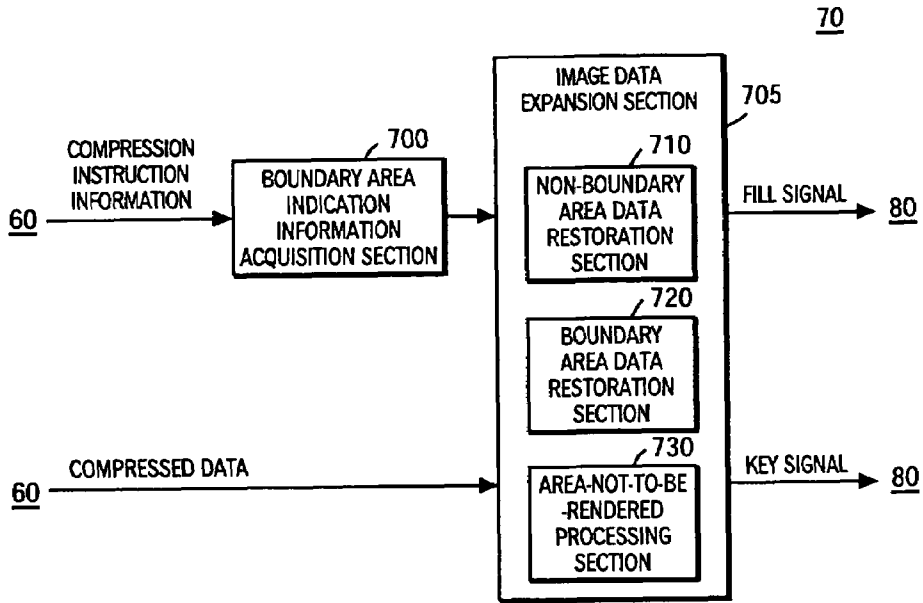 70
IMAGE DATA
EXPANSION SECTION
705
COMPRESSION
INSTRUCTION
INFORMATION
60
700
BOUNDARY AREA
INDICATION
INFORMATION
ACQUISITION SECTION
710
NON-BOUNDARY
AREA DATA
RESTORATION
SECTION
FILL SIGNAL
80
720
BOUNDARY
AREA DATA
RESTORATION
SECTION
60
COMPRESSED DATA
730
AREA-NOT-TO-BE
-RENDERED
PROCESSING
SECTION
KEY SIGNAL
80